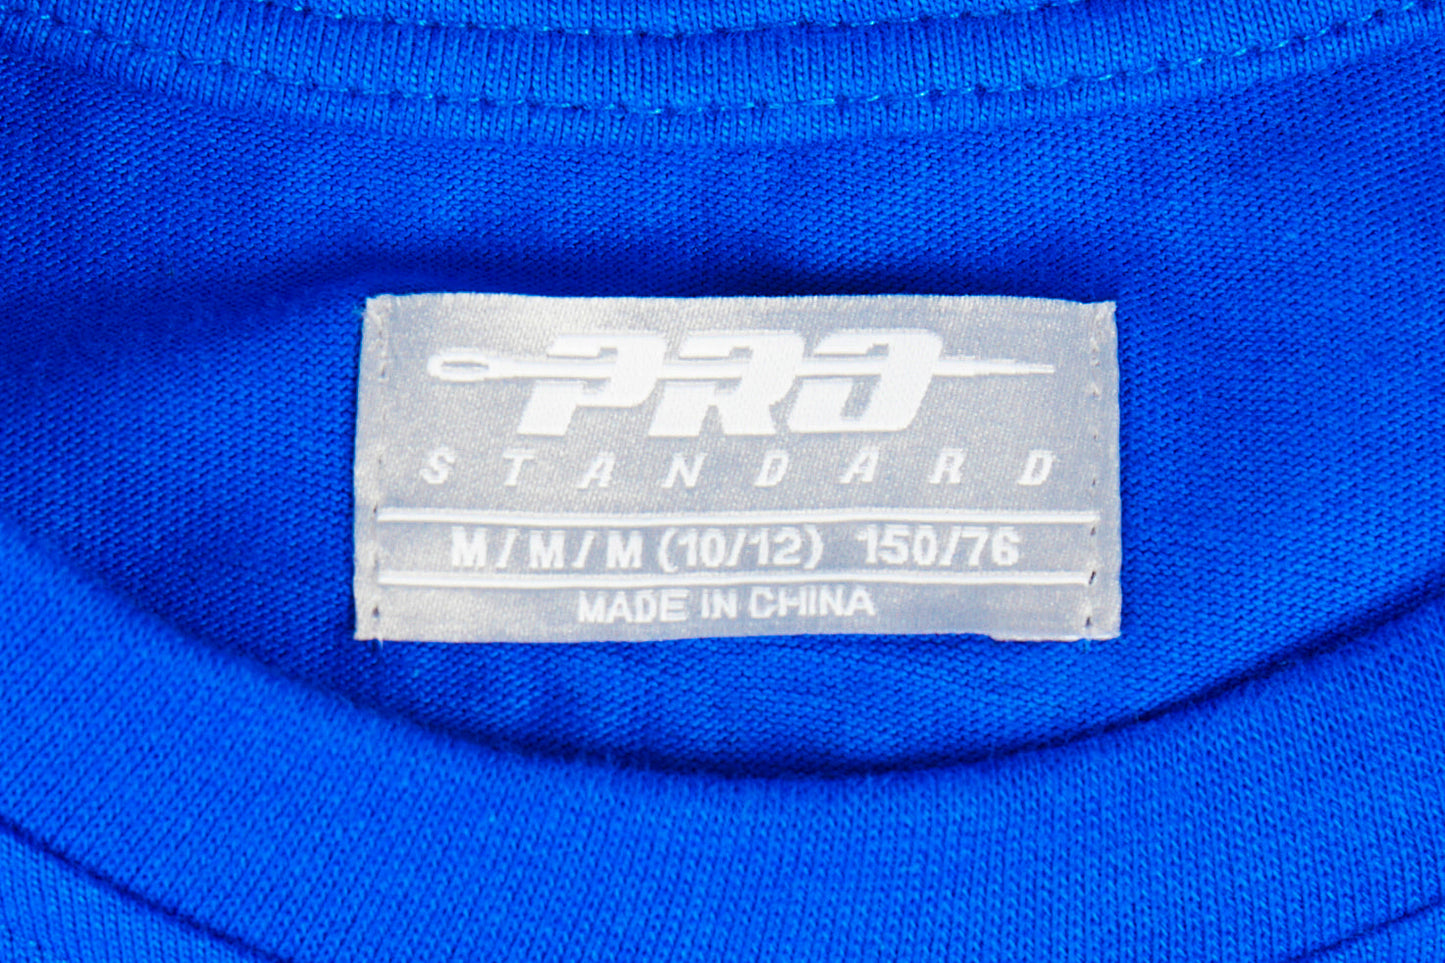 PRO
STANDARD
M/M/M (10/12) 150/76
MADE IN CHINA